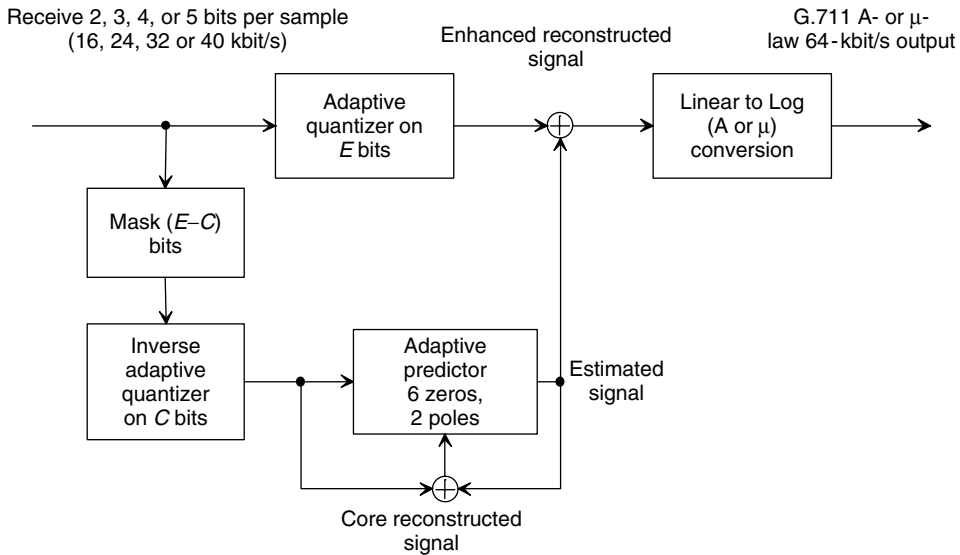 Receive 2, 3, 4, or 5 bits per sample
(16, 24, 32 or 40 kbit/s)
Enhanced reconstructed
signal
G.711 A- or μ-
law 64-kbit/s output
Adaptive
quantizer on
E bits
Linear to Log
(A or μ)
conversion
Mask (E–C)
bits
Inverse
adaptive
quantizer
on C bits
Adaptive
predictor
6 zeros,
2 poles
Estimated
signal
Core reconstructed
signal